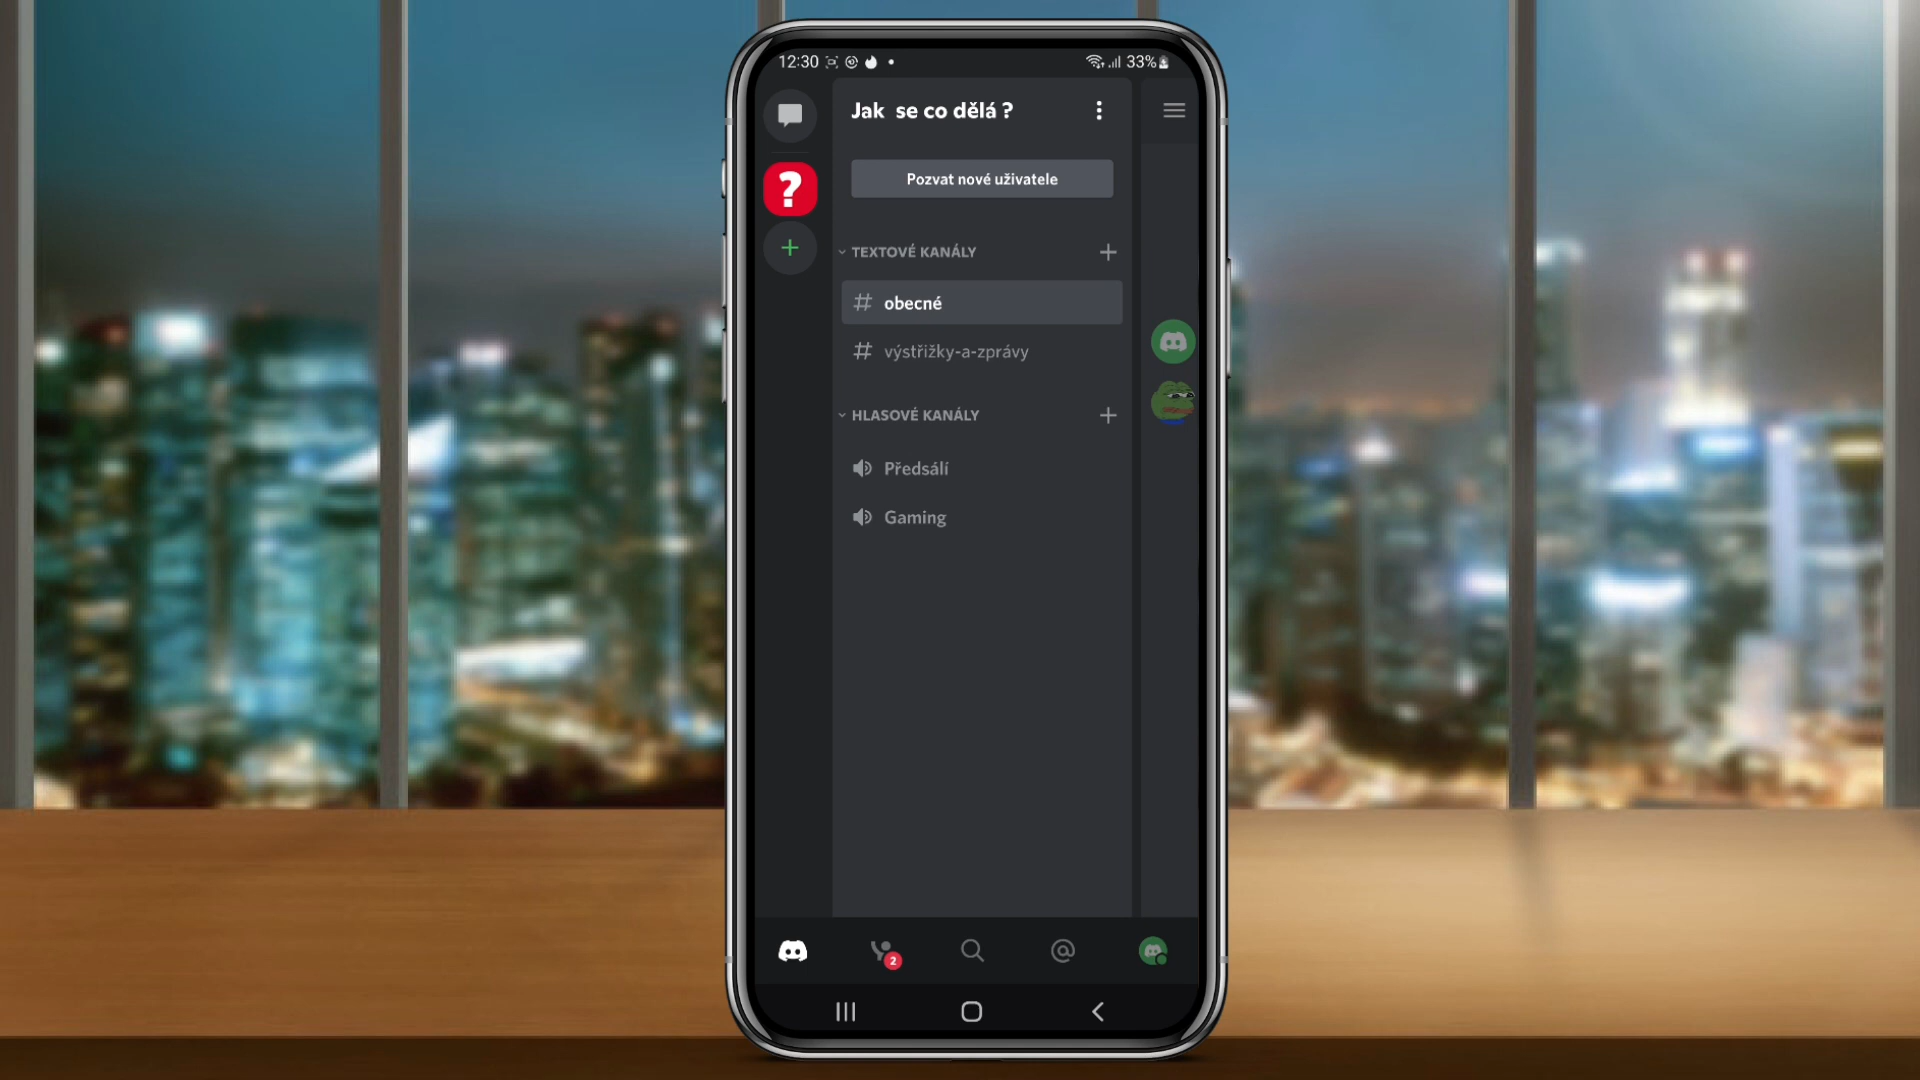 12:30
33%
Jak se co dělá ?
?
Pozvat nové uživatele
TEXTOVÉ KANÁLY
# obecné
# výstřižky-a-zprávy
HLASOVÉ KANÁLY
Předsálí
Gaming
2
@